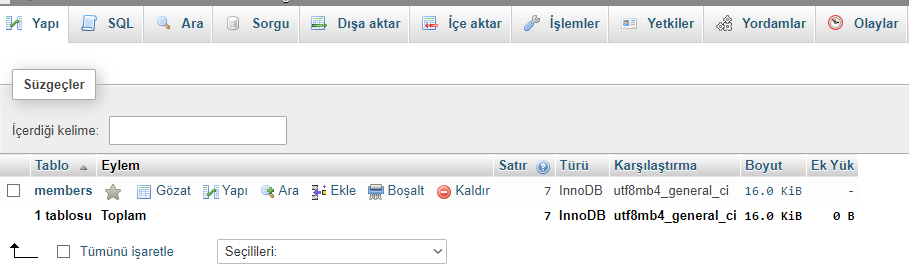 Yapı SQL Ara Sorgu Dışa aktar İçe aktar İşlemler Yetkiler Yordamlar Olaylar
Süzgeçler
İçerdiği kelime:
Tablo Eylem Satır Türü Karşılaştırma Boyut Ek Yük
members Gözat Yapı Ara Ekle Boşalt Kaldır 7 InnoDB utf8mb4_general_ci 16.0 KiB -
1 tablosu Toplam 7 InnoDB utf8mb4_general_ci 16.0 KiB 0 B
Tümünü işaretle Seçilileri: